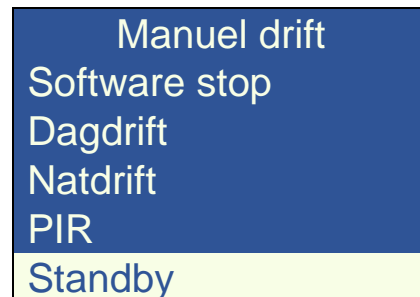 Manuel drift
Software stop
Dagdrift
Natdrift
PIR
Standby